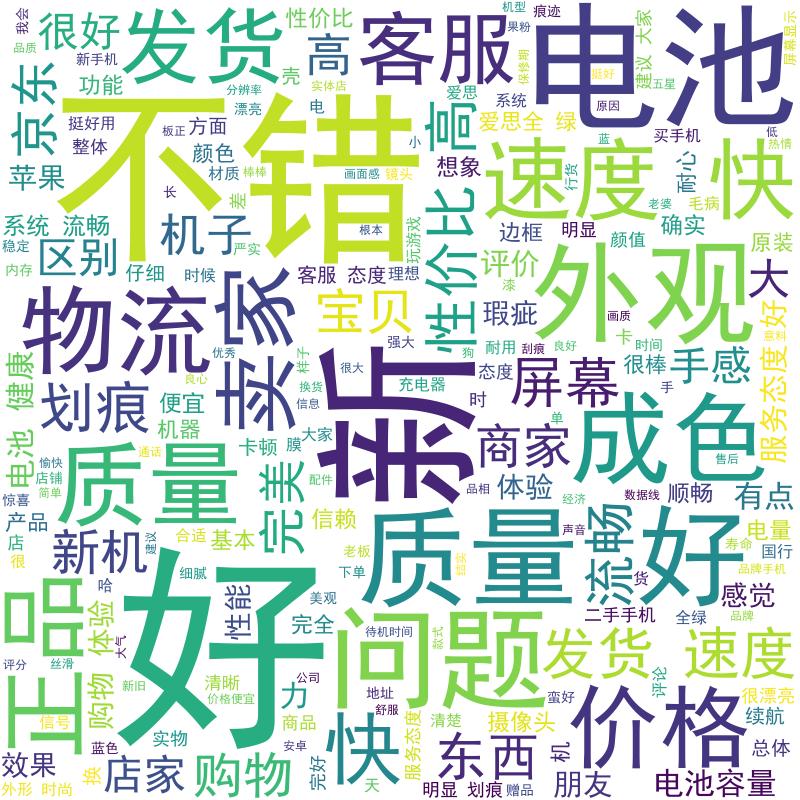 我会
很好
发货
性价比
高
壳
客服
机型
痕迹
果粉
保修期
建议
大家
屏幕显示
品质
新手机
功能
分辨率
实体店
漂亮
电
爱思
系统
挺好
原因
五星
电池
京东
挺好用
板正
方面
整体
不错
小
高
爱思全
绿
蓝
买手机
低
热情
苹果
颜色
材质
棒棒
画面感
镜头
想象
速度
快
行货
耐心
长
差
老婆
毛病
系统
流畅
机子
根本
玩游戏
性价比
边框
明显
颜值
确实
稳定
区别
严实
原装
内存
仔细
时候
客服
态度
理想
评价
外观
大
漆
物流
卖家
宝贝
瑕疵
画质
卡
时间
好
优秀
样子
强大
狗
耐用
刮痕
良好
很棒
手感
服务态度
健康
划痕
良心
便宜
换货
信息
很大
新
充电器
态度
时
屏幕
手
电池
机器
卡顿
膜
大家
商家
成色
单
售后
愉快
店铺
简单
质量
通话
完美
配件
品相
体验
经济
数据线
顺畅
有点
惊喜
产品
合适
基本
信赖
质量
声音
流畅
好
电量
店
很
新机
建议
老板
下单
寿命
国行
正品
哈
细腻
性能
美观
货
品牌手机
感觉
体验
好
完全
待机时间
问题
款式
二手手机
全绿
品牌
大气
评分
丝滑
发货
速度
购物
新旧
清晰
力
公司
地址
蛮好
评论
很漂亮
信号
价格便宜
商品
舒服
服务态度
清楚
摄像头
价格
续航
蓝色
实物
安卓
快
机
总体
效果
换
店家
购物
完好
天
东西
朋友
电池容量
外形
时尚
明显
划痕
赠品